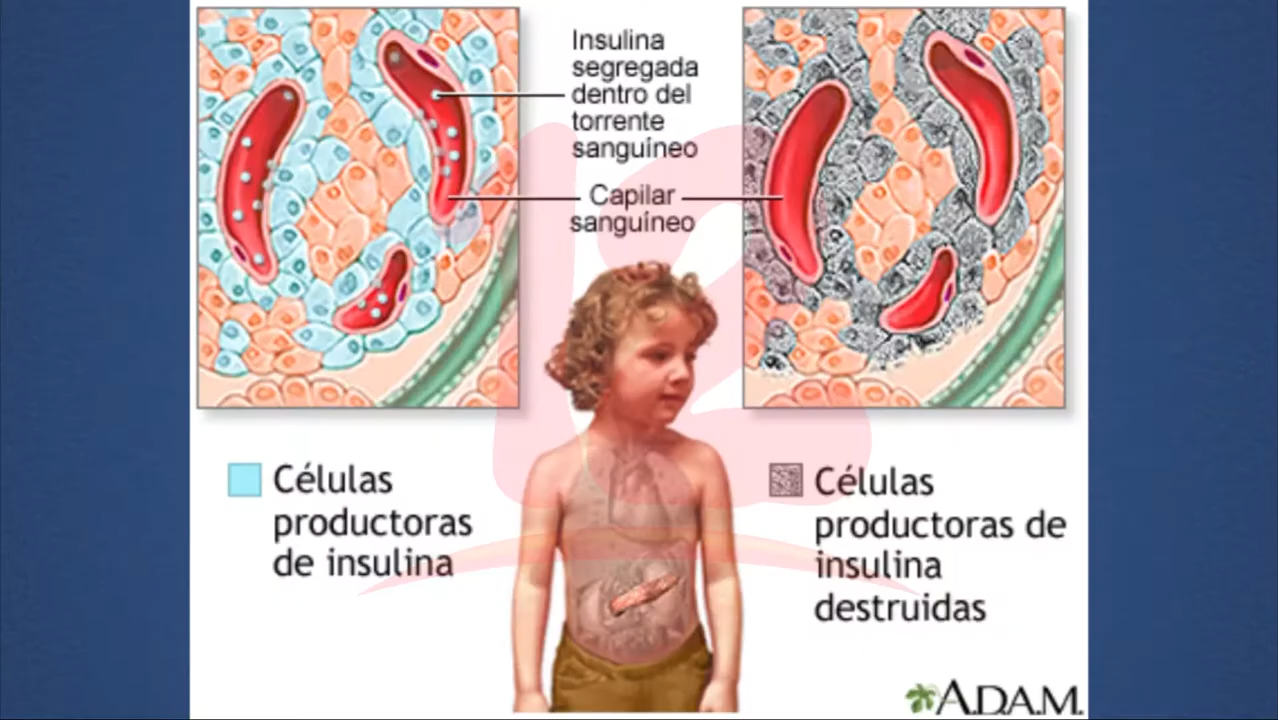 Insulina
segregada
dentro del
torrente
sanguíneo
Capilar
sanguíneo
Células
productoras
de insulina
Células
productoras de
insulina
destruidas
A.D.A.M.